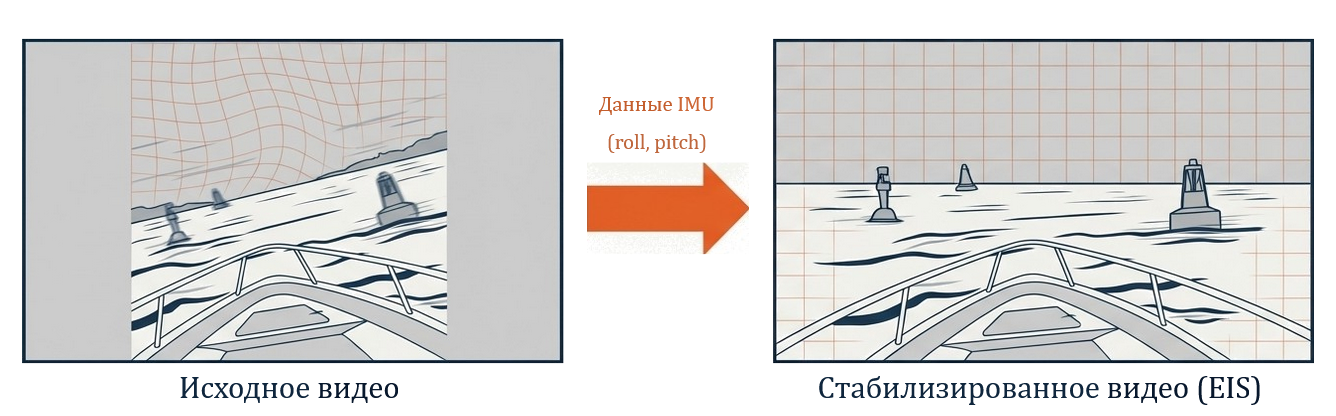 Данные IMU
(roll, pitch)
Исходное видео
Стабилизированное видео (EIS)